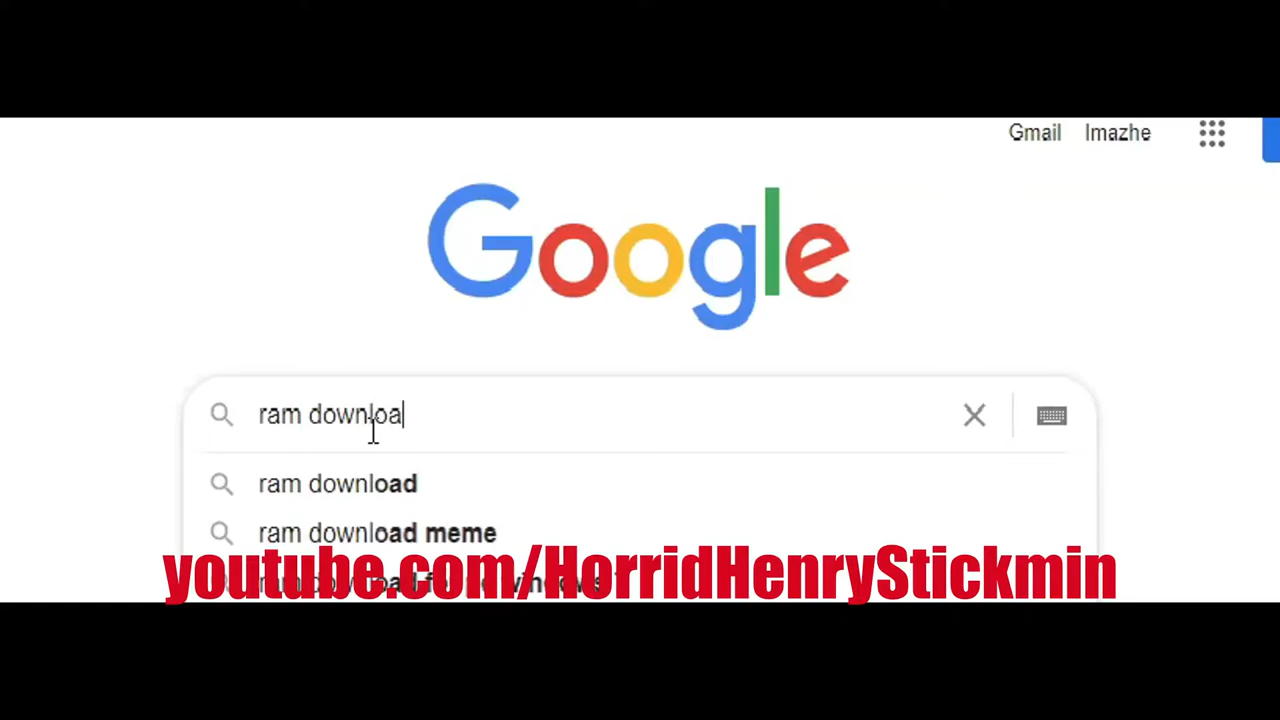 Gmail Imazhe
Google
ram downloa
ram download
ram download meme
youtube.com/HorridHenryStickmin